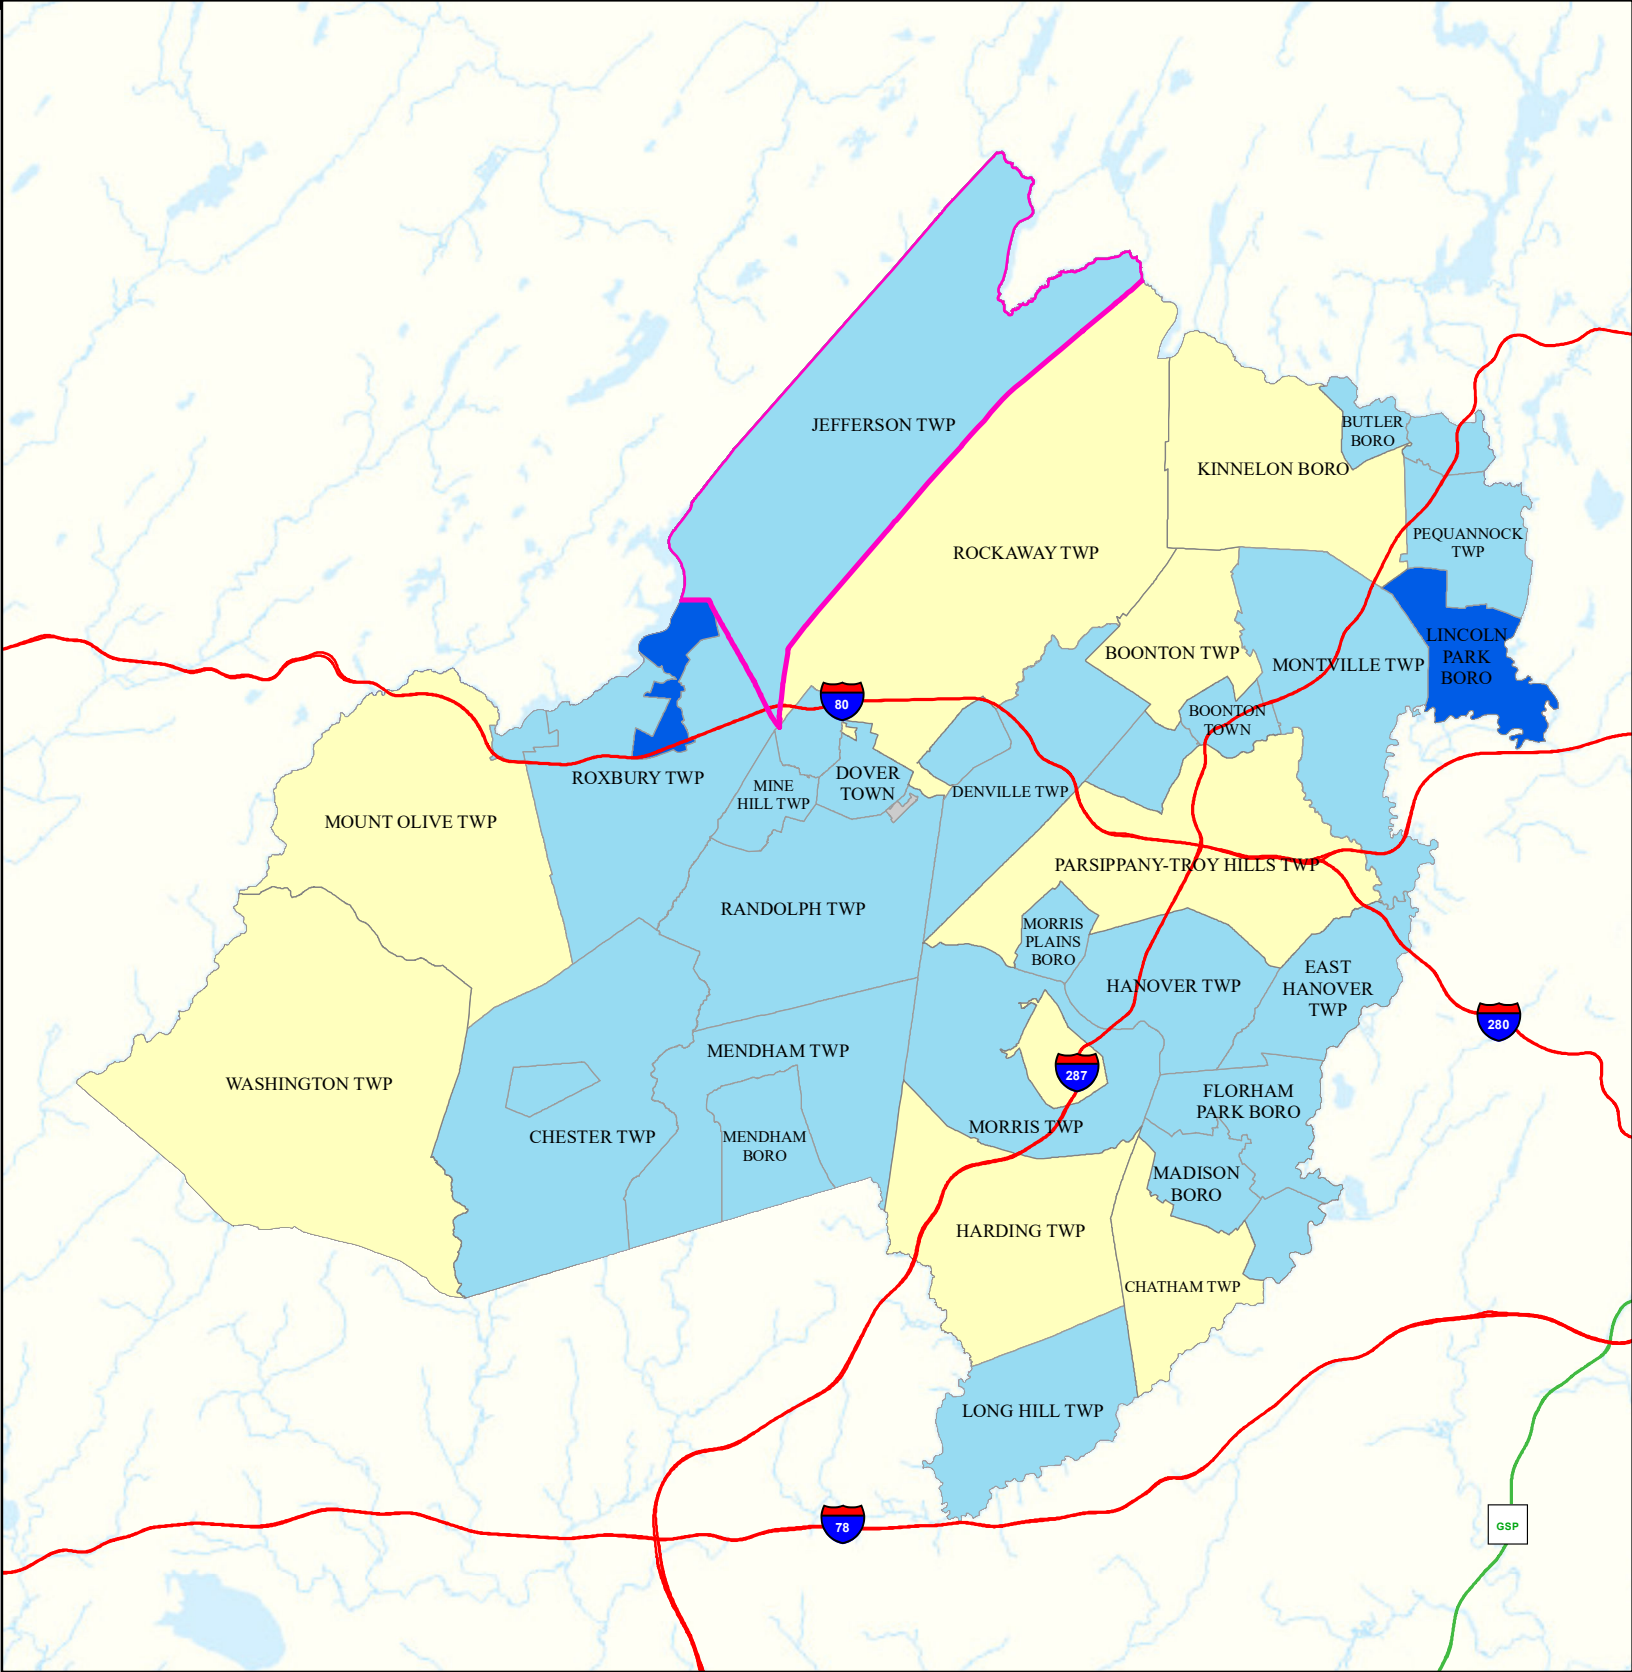 JEFFERSON TWP
BUTLER
BORO
KINNELON BORO
PEQUANNOCK
TWP
ROCKAWAY TWP
LINCOLN
PARK
BORO
BOONTON TWP
MONTVILLE TWP
80
BOONTON
TOWN
ROXBURY TWP
MINE
HILL TWP
DOVER
TOWN
DENVILLE TWP
MOUNT OLIVE TWP
PARSIPPANY-TROY HILLS TWP
RANDOLPH TWP
MORRIS
PLAINS
BORO
HANOVER TWP
EAST
HANOVER
TWP
280
MENDHAM TWP
287
WASHINGTON TWP
FLORHAM
PARK BORO
CHESTER TWP
MENDHAM
BORO
MORRIS TWP
MADISON
BORO
HARDING TWP
CHATHAM TWP
LONG HILL TWP
78
GSP